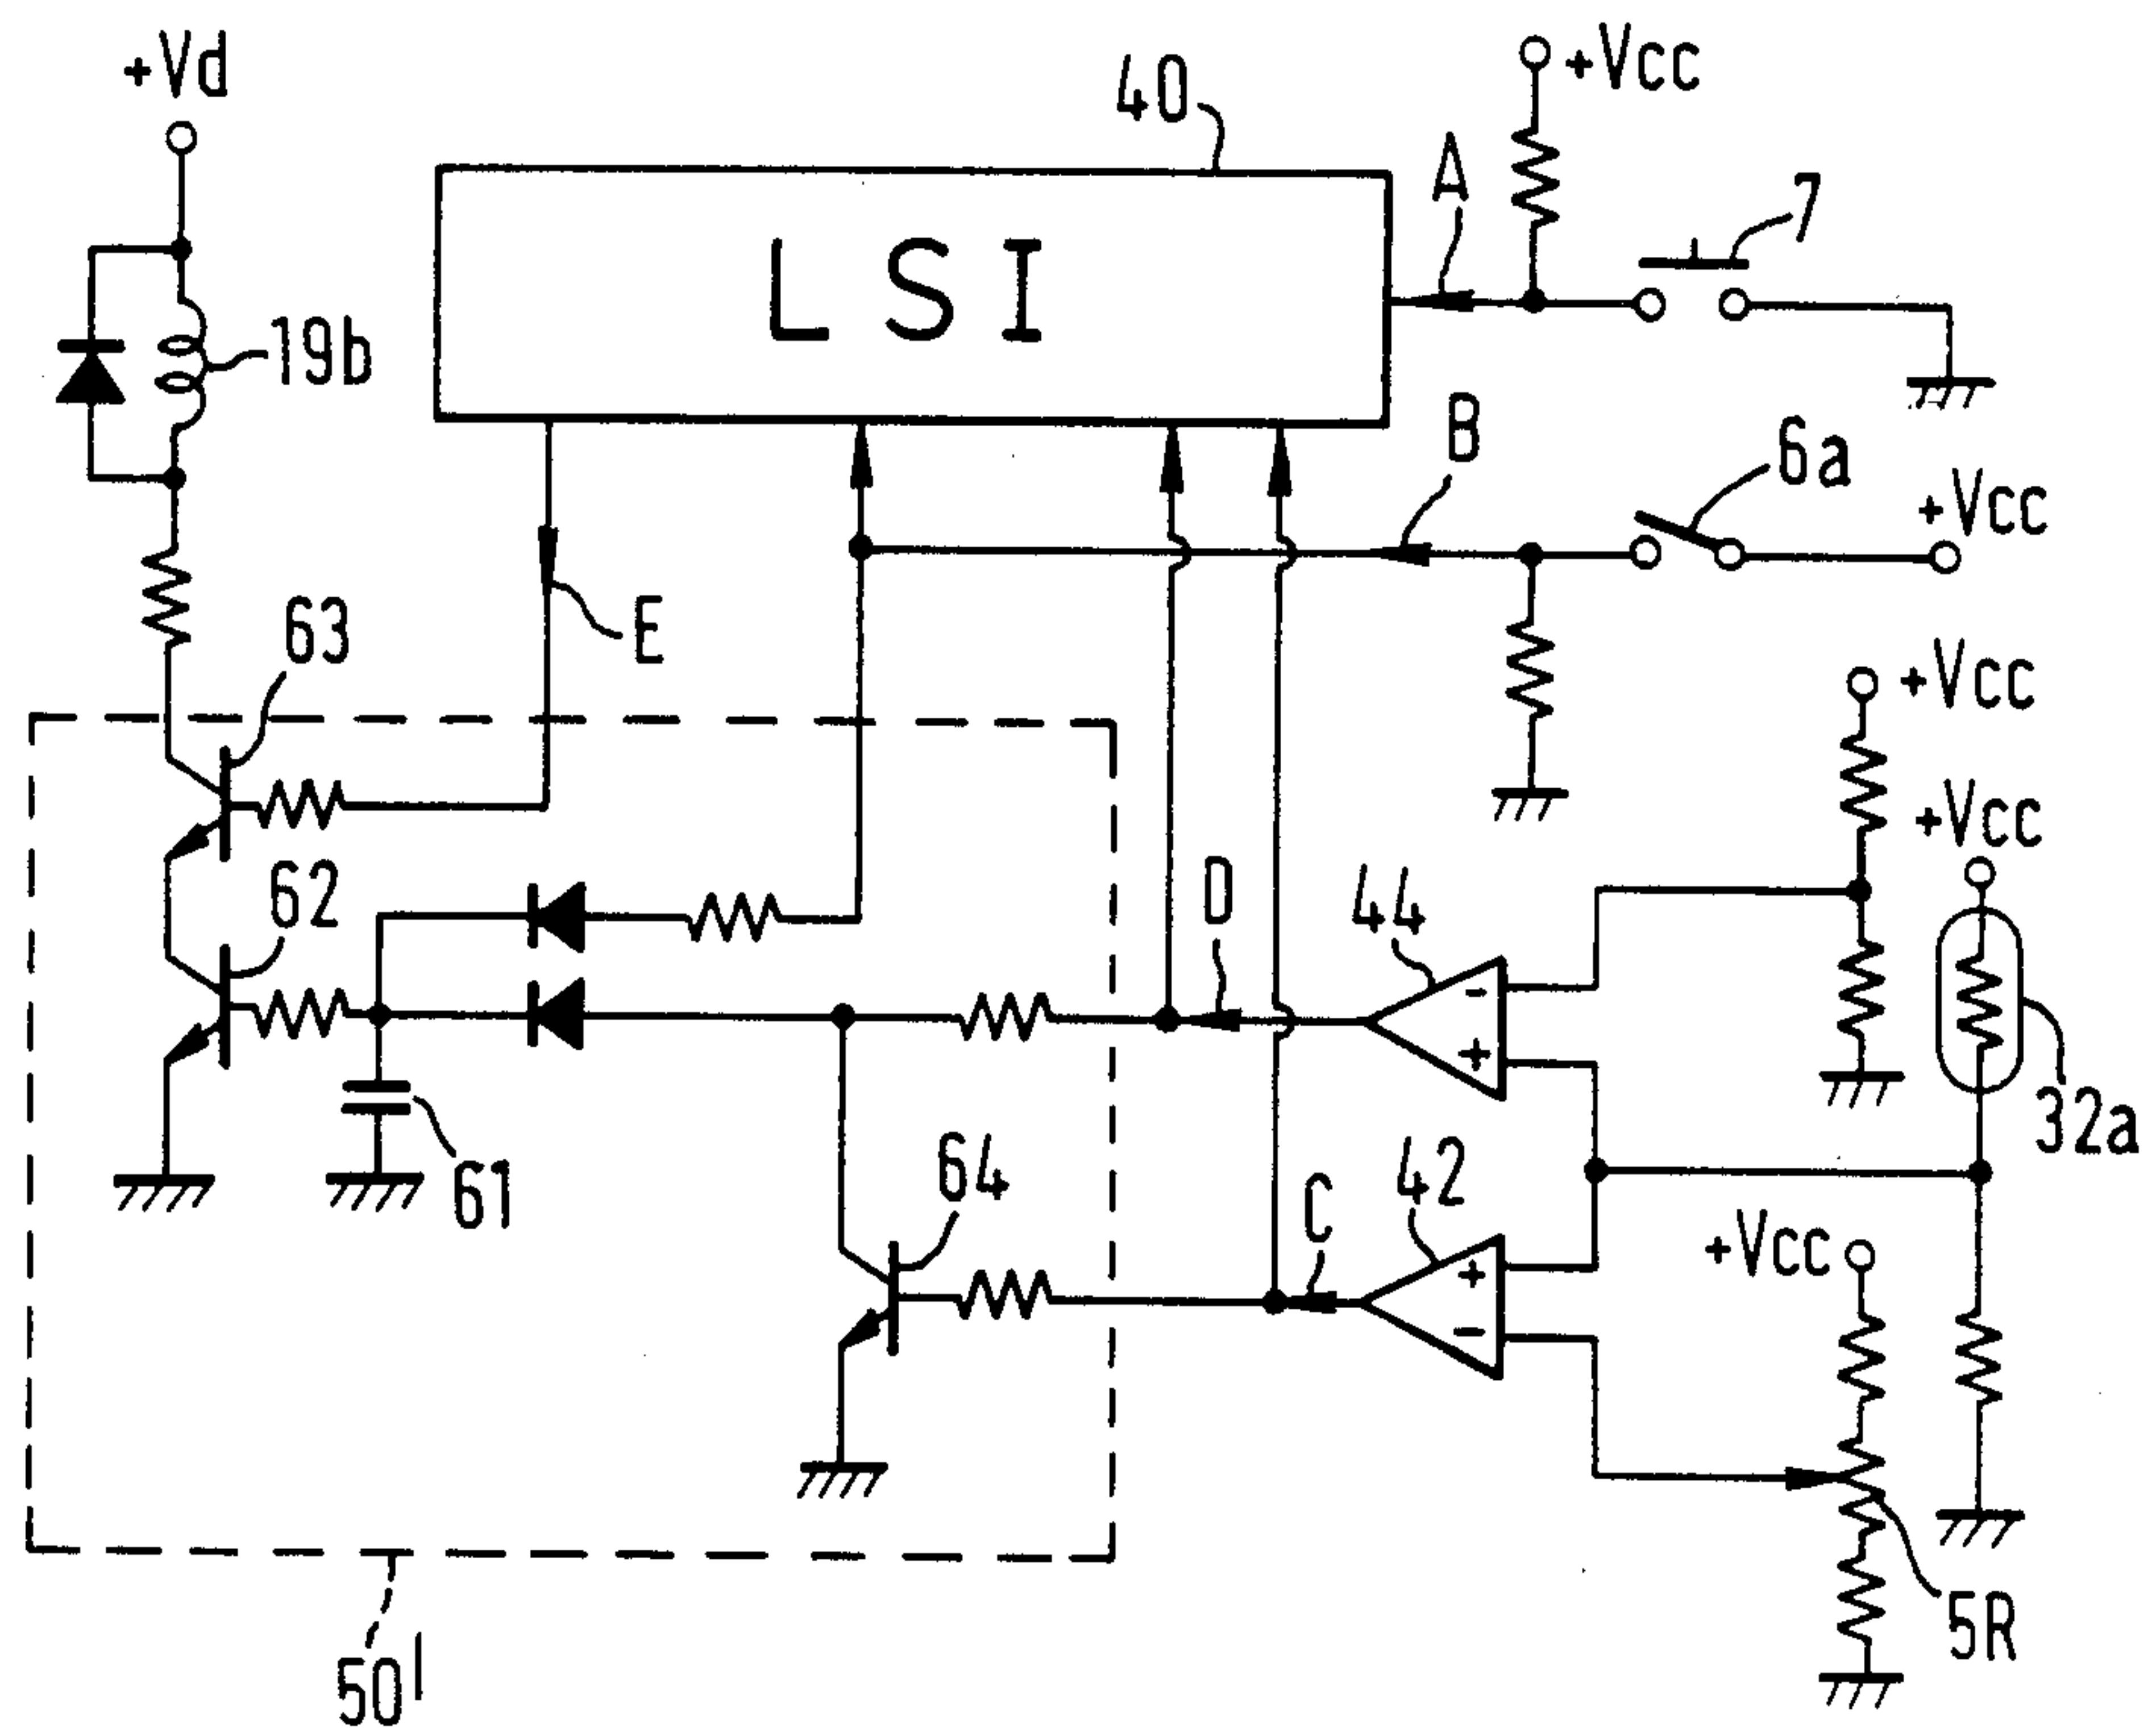 +Vd
40
+Vcc
A
7
LSI
19b
B
6a
+Vcc
E
63
+Vcc
+Vcc
62
D
44
-
+
32a
61
64
C
42
+
-
+Vcc
5R
50'